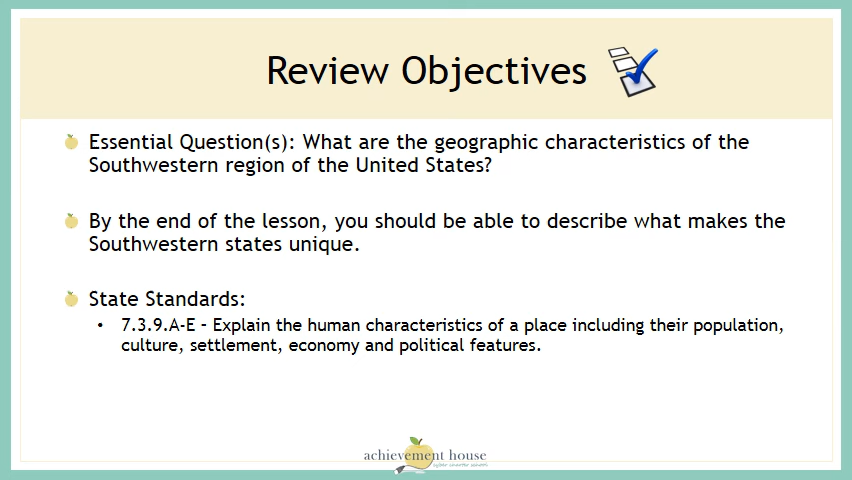 Review Objectives
Essential Question(s): What are the geographic characteristics of the
Southwestern region of the United States?
By the end of the lesson, you should be able to describe what makes the
Southwestern states unique.
State Standards:
• 7.3.9.A-E – Explain the human characteristics of a place including their population,
culture, settlement, economy and political features.
achievement house
cyber charter school